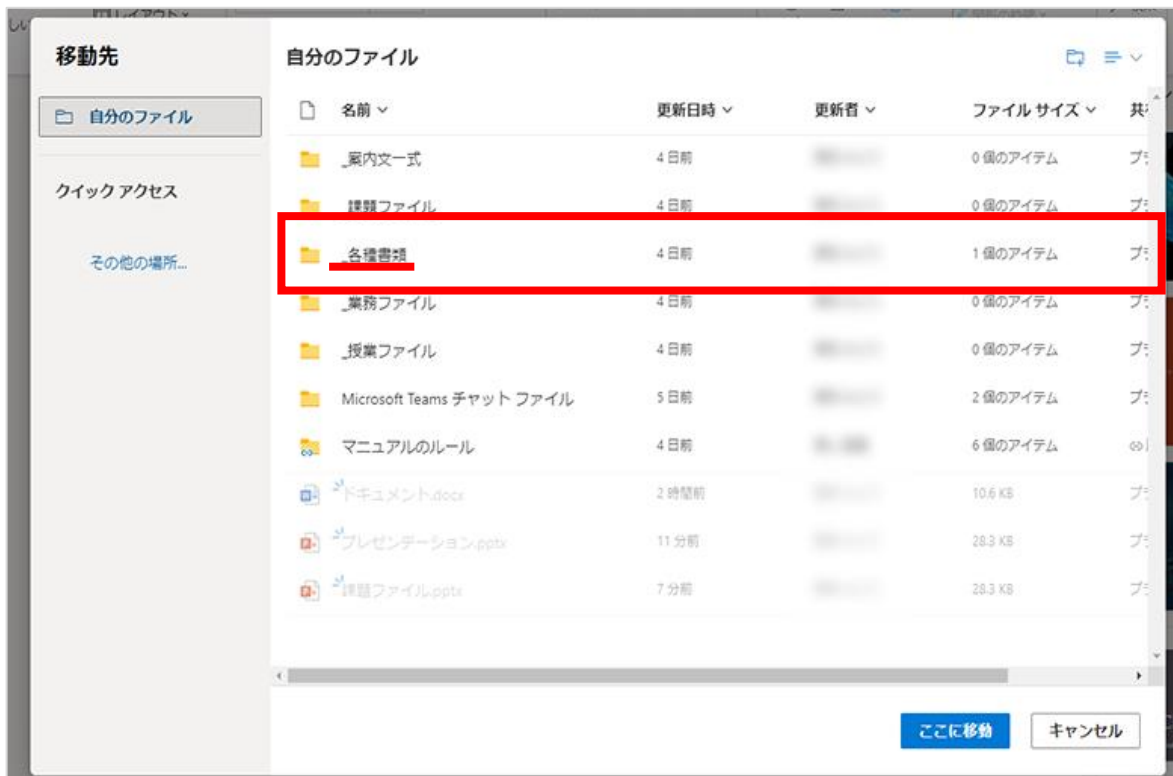 レイアウト
移動先
自分のファイル
自分のファイル
クイック アクセス
その他の場所...
名前 更新日時 更新者 ファイル サイズ
_案内文一式 4 日前 0 個のアイテム
_課題ファイル 4 日前 0 個のアイテム
_各種書類 4 日前 1 個のアイテム
_業務ファイル 4 日前 0 個のアイテム
_授業ファイル 4 日前 0 個のアイテム
Microsoft Teams チャット ファイル 5 日前 2 個のアイテム
マニュアルのルール 4 日前 6 個のアイテム
ドキュメント.docx 2 時間前 10.6 KB
プレゼンテーション.pptx 11 分前 28.3 KB
課題ファイル.pptx 7 分前 28.3 KB
ここに移動 キャンセル